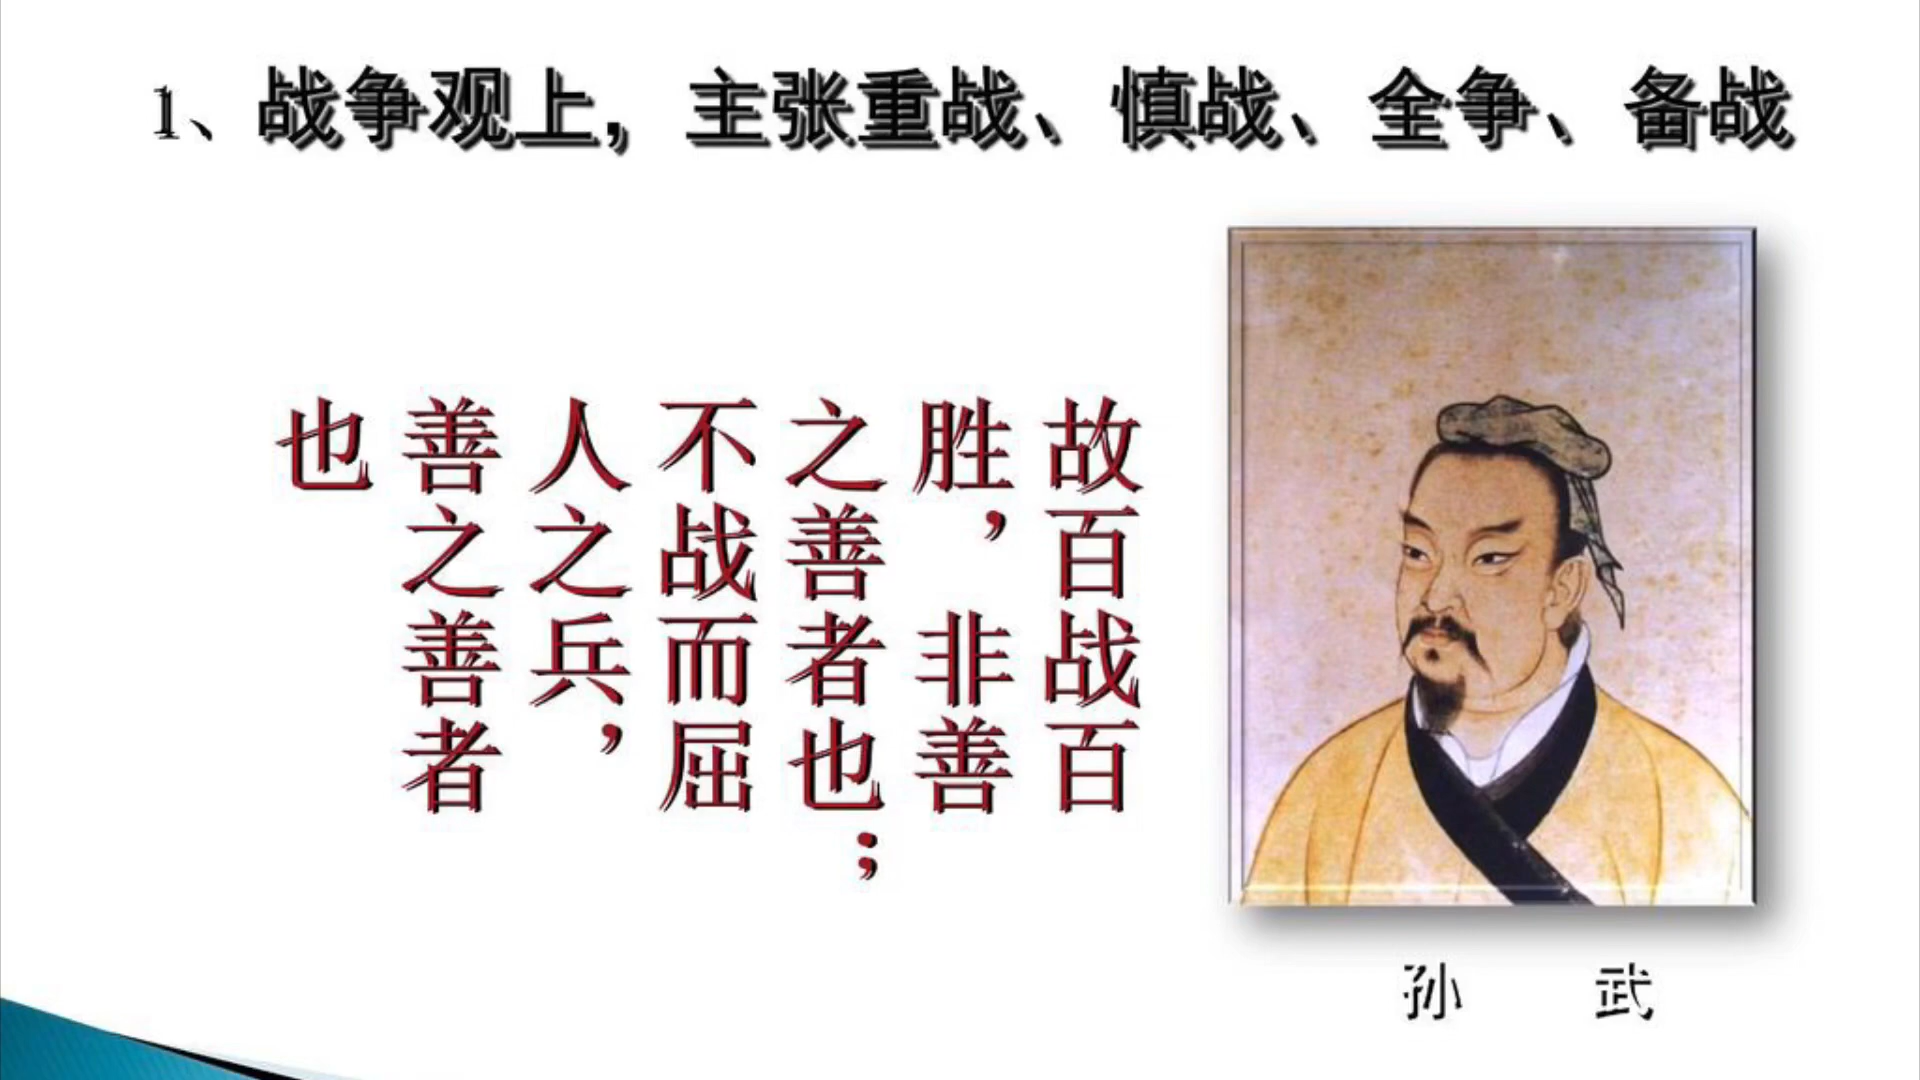 1、战争观上，主张重战、慎战、全争、备战
故百战百
胜，非善
之善者也；
不战而屈
人之兵，
善之善者
也
孙 武